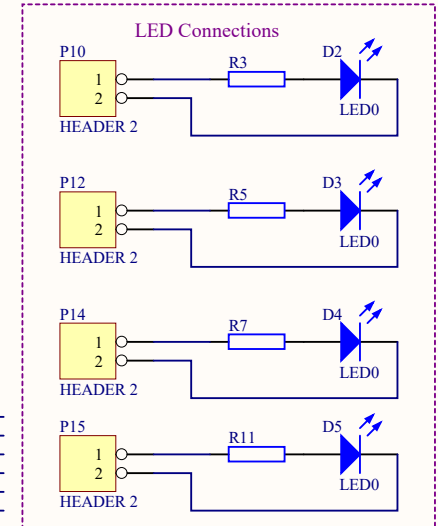 LED Connections
P10 R3 D2
1
2
HEADER 2 LED0
P12 R5 D3
1
2
HEADER 2 LED0
P14 R7 D4
1
2
HEADER 2 LED0
P15 R11 D5
1
2
HEADER 2 LED0